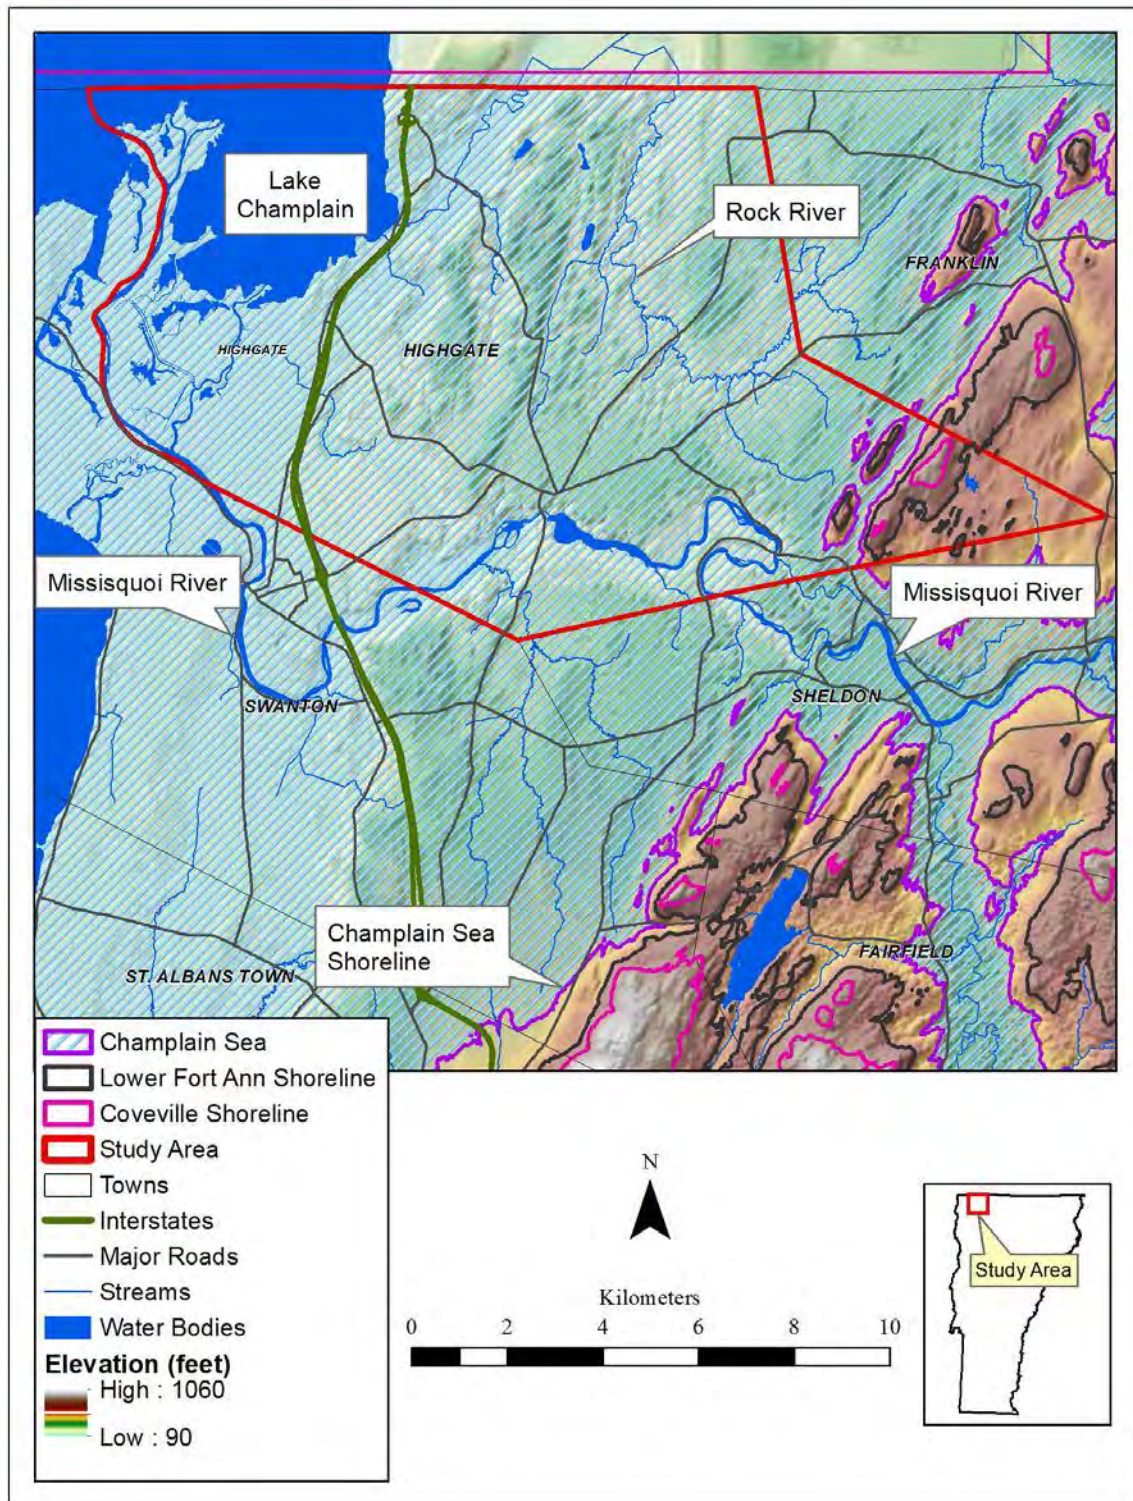 Lake
Champlain
Rock River
FRANKLIN
HIGHGATE
HIGHGATE
Missisquoi River
Missisquoi River
SWANTON
SHELDON
Champlain Sea
Shoreline
FAIRFIELD
ST. ALBANS TOWN
Champlain Sea
Lower Fort Ann Shoreline
Coveville Shoreline
Study Area
Towns
Interstates
Major Roads
Streams
Water Bodies
Elevation (feet)
High : 1060
Low : 90
N
Kilometers
0 2 4 6 8 10
Study Area